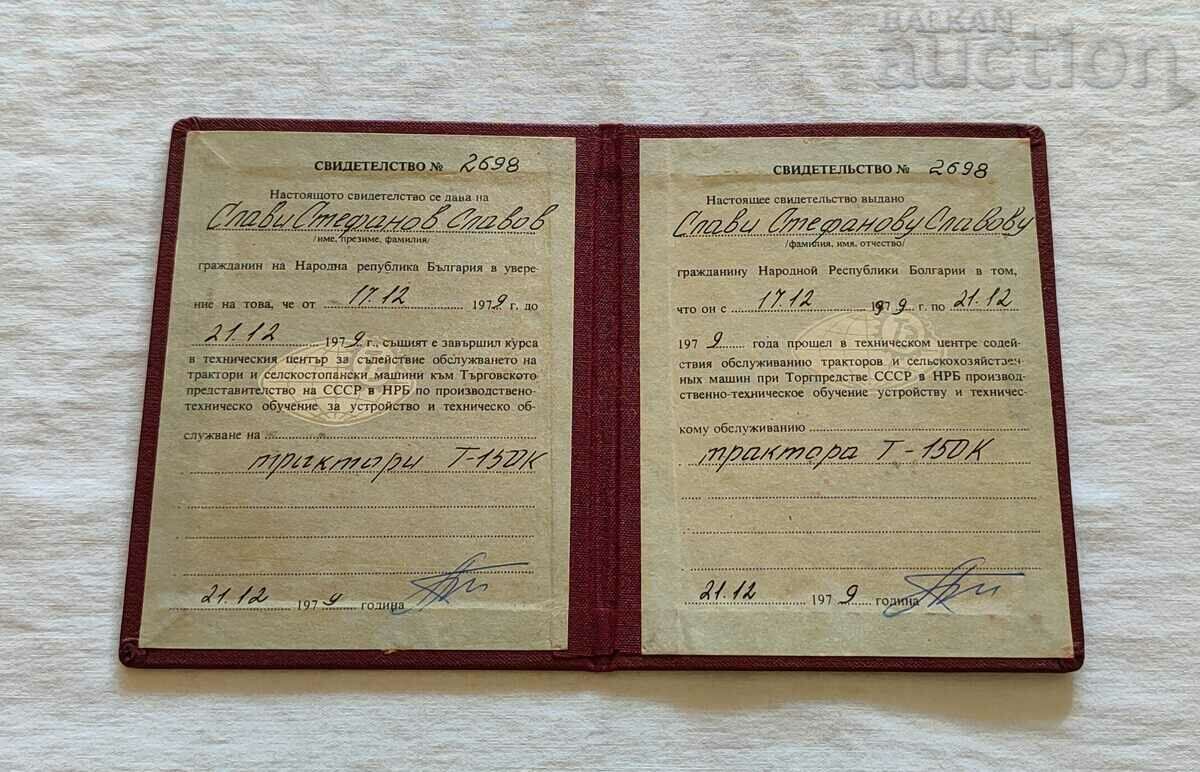 BALKAN
auction
СВИДЕТЕЛСТВО № 2698
Настоящото свидетелство се дава на
Слави Стефанов Славов
/име, презиме, фамилия/
гражданин на Народна република България в увере-
ние на това, че от 17.12 1979 г. до
21.12 1979 г., същият е завършил курса
в техническия център за съдействие обслужването на
трактори и селскостопански машини към Търговското
представителство на СССР в НРБ по производствено-
техническо обучение за устройство и техническо об-
служване на
трактори Т-150К
21.12 1979 година
СВИДЕТЕЛЬСТВО № 2698
Настоящее свидетельство выдано
Слави Стефанову Славову
/фамилия, имя, отчество/
гражданину Народной Республики Болгарии в том,
что он с 17.12 1979 г. по 21.12
1979 года прошел в техническом центре содей-
ствия обслуживанию тракторов и сельскохозяйствен-
ных машин при Торгпредстве СССР в НРБ производ-
ственно-техническое обучение устройству и техничес-
кому обслуживанию
трактора Т-150К
21.12 1979 година